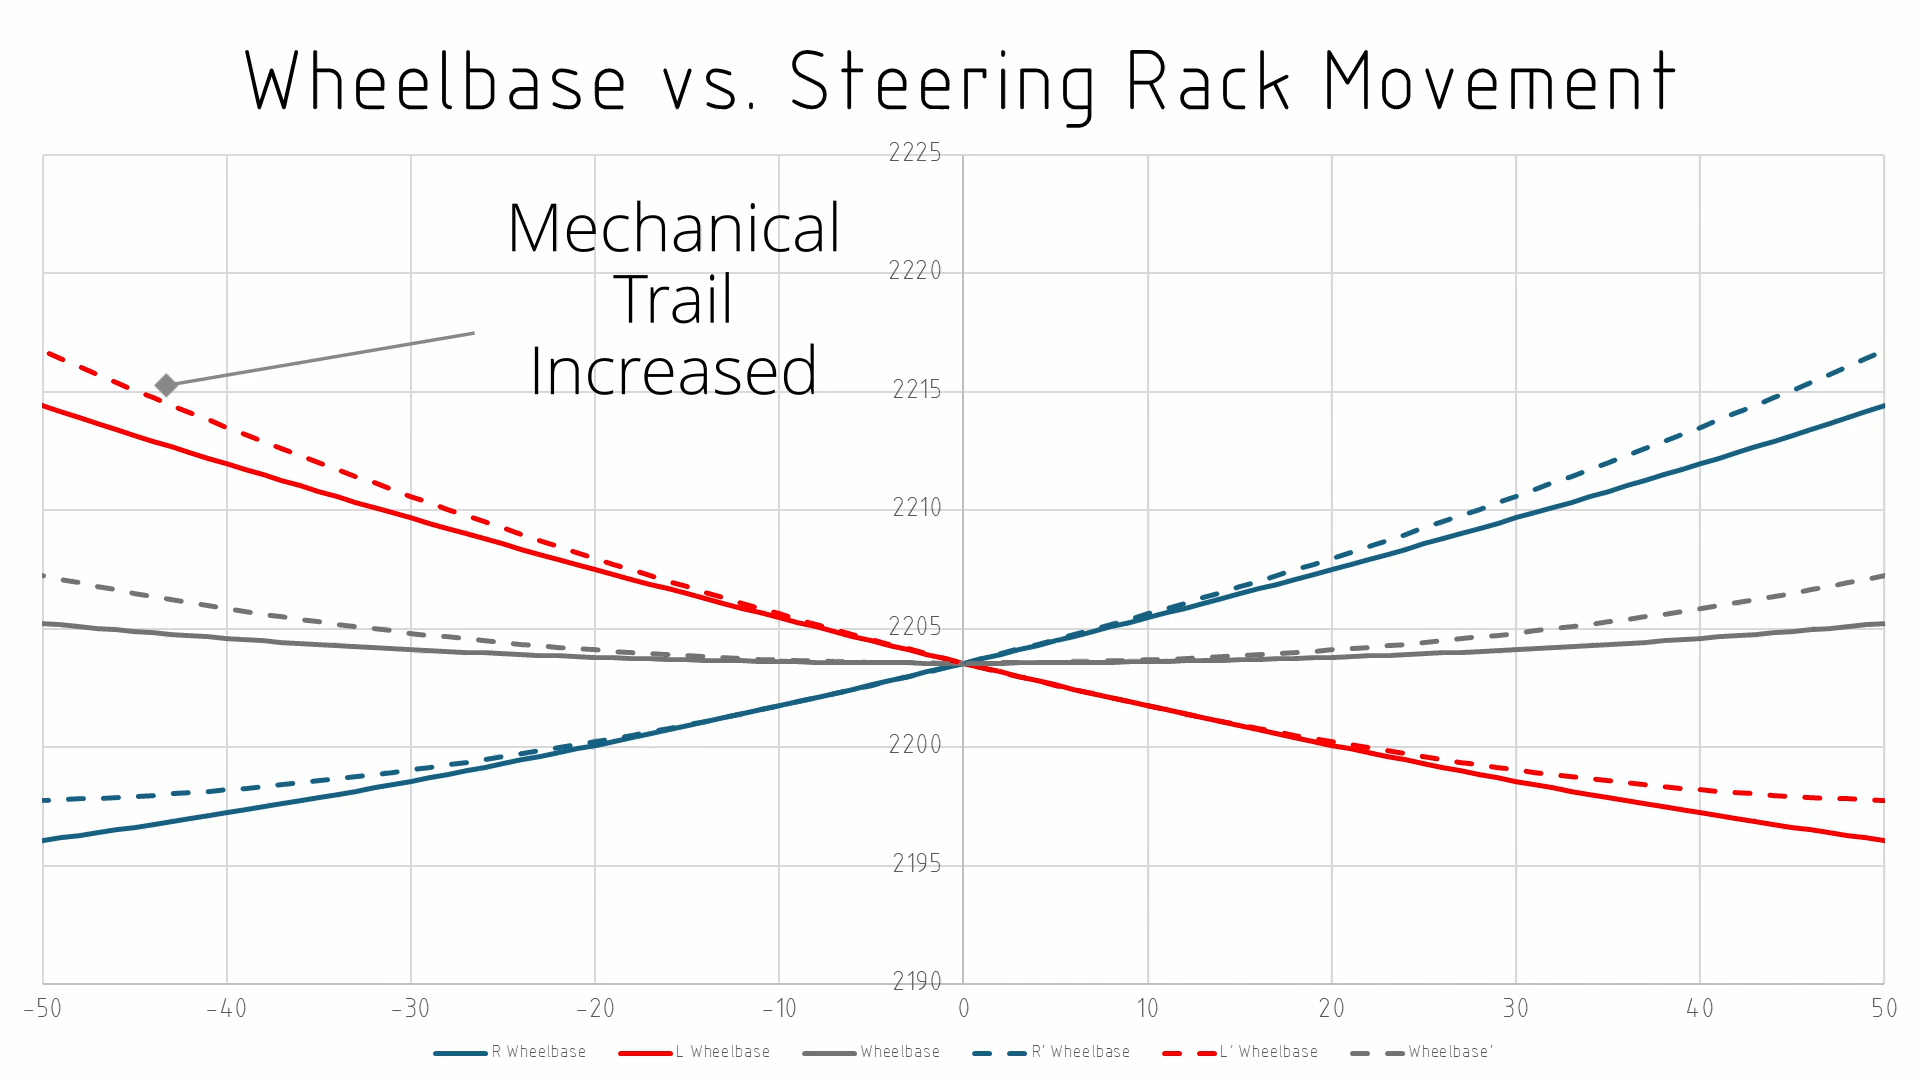 Wheelbase vs. Steering Rack Movement
2225
Mechanical
Trail
Increased
2220
2215
2210
2205
2200
2195
2190
-50 -40 -30 -20 -10 0 10 20 30 40 50
R Wheelbase L Wheelbase Wheelbase R' Wheelbase L' Wheelbase Wheelbase'